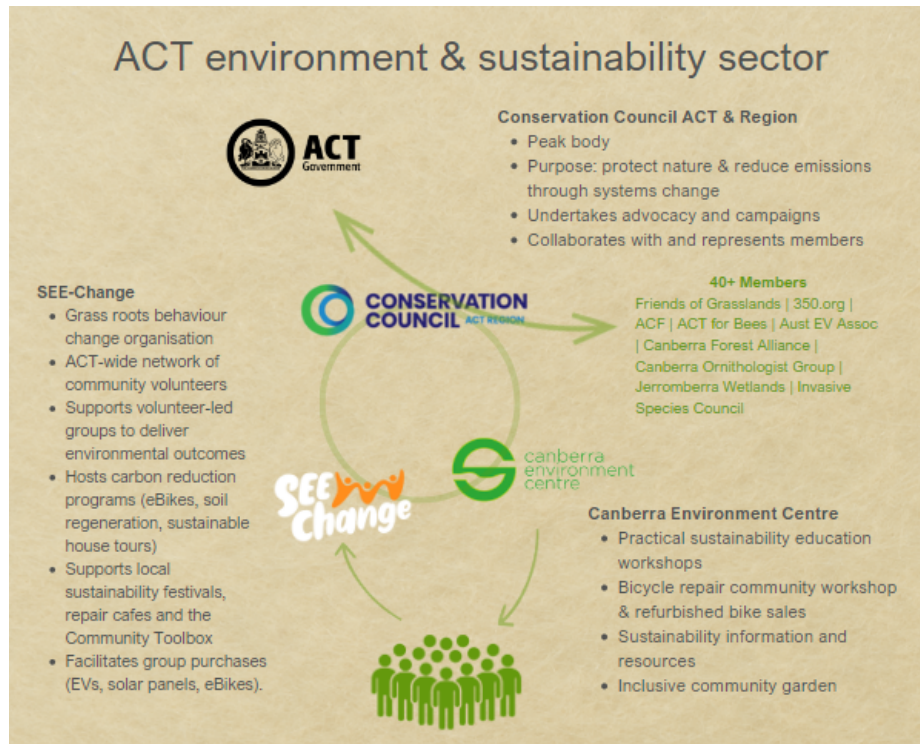 ACT environment & sustainability sector
ACT
Government
Conservation Council ACT & Region
• Peak body
• Purpose: protect nature & reduce emissions
through systems change
• Undertakes advocacy and campaigns
• Collaborates with and represents members
CONSERVATION
COUNCIL ACT REGION
40+ Members
Friends of Grasslands | 350.org |
ACF | ACT for Bees | Aust EV Assoc
| Canberra Forest Alliance |
Canberra Ornithologist Group |
Jerromberra Wetlands | Invasive
Species Council
SEE-Change
• Grass roots behaviour
change organisation
• ACT-wide network of
community volunteers
• Supports volunteer-led
groups to deliver
environmental outcomes
• Hosts carbon reduction
programs (eBikes, soil
regeneration, sustainable
house tours)
• Supports local
sustainability festivals,
repair cafes and the
Community Toolbox
• Facilitates group purchases
(EVs, solar panels, eBikes).
SEE
Change
canberra
environment
centre
Canberra Environment Centre
• Practical sustainability education
workshops
• Bicycle repair community workshop
& refurbished bike sales
• Sustainability information and
resources
• Inclusive community garden